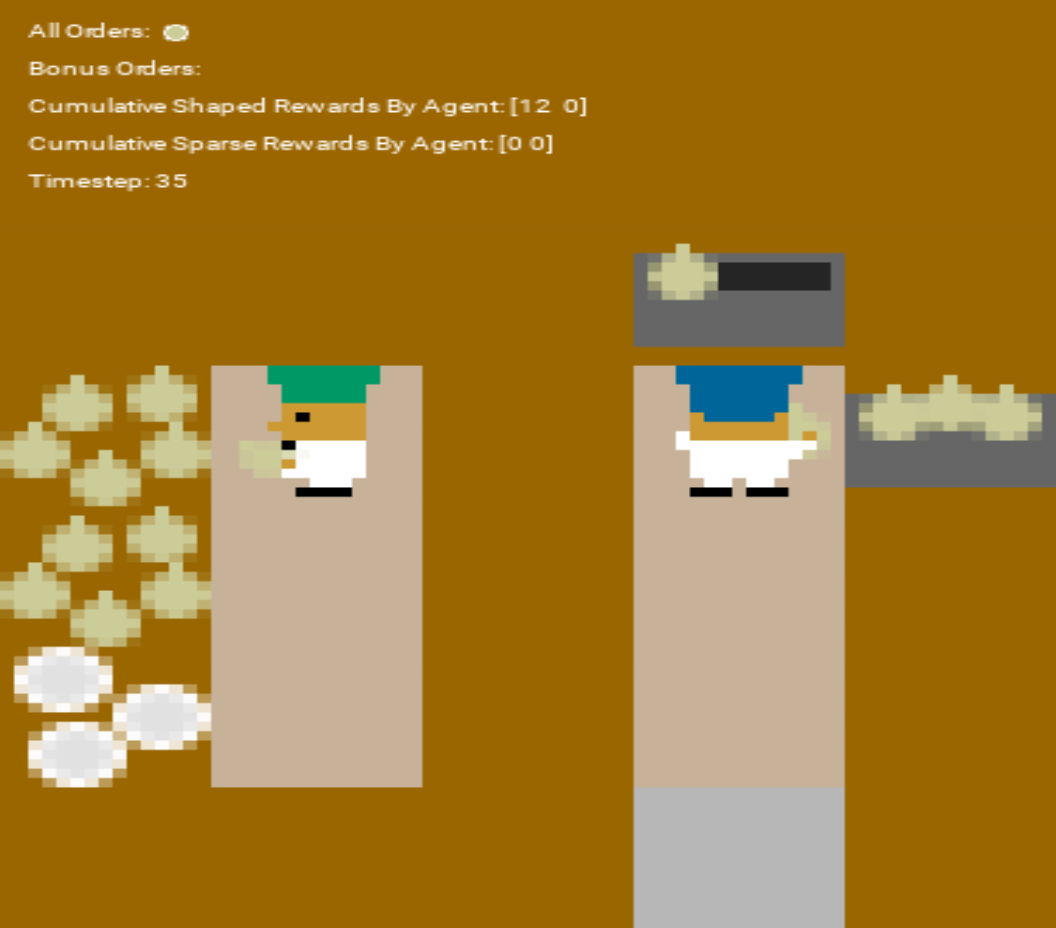 All Orders:
Bonus Orders:
Cumulative Shaped Rewards By Agent: [12 0]
Cumulative Sparse Rewards By Agent: [0 0]
Timestep: 35